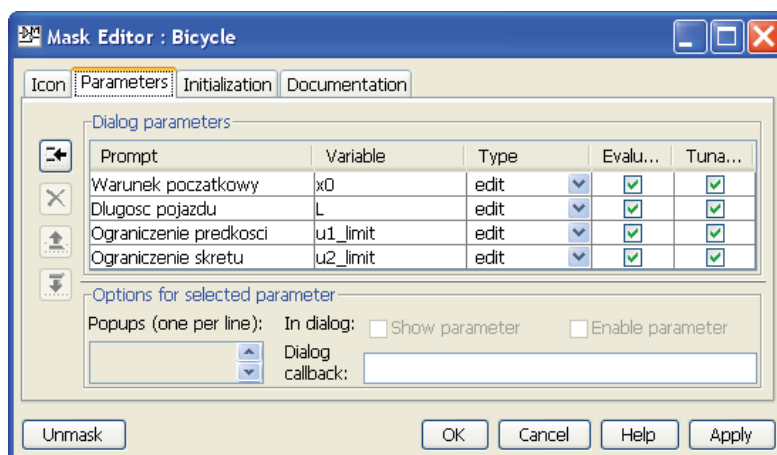 Mask Editor : Bicycle
Icon Parameters Initialization Documentation
Dialog parameters
Prompt Variable Type Evalu... Tuna...
Warunek poczatkowy x0 edit
Dlugosc pojazdu L edit
Ograniczenie predkosci u1_limit edit
Ograniczenie skretu u2_limit edit
Options for selected parameter
Popups (one per line): In dialog: Show parameter Enable parameter
Dialog
callback:
Unmask OK Cancel Help Apply